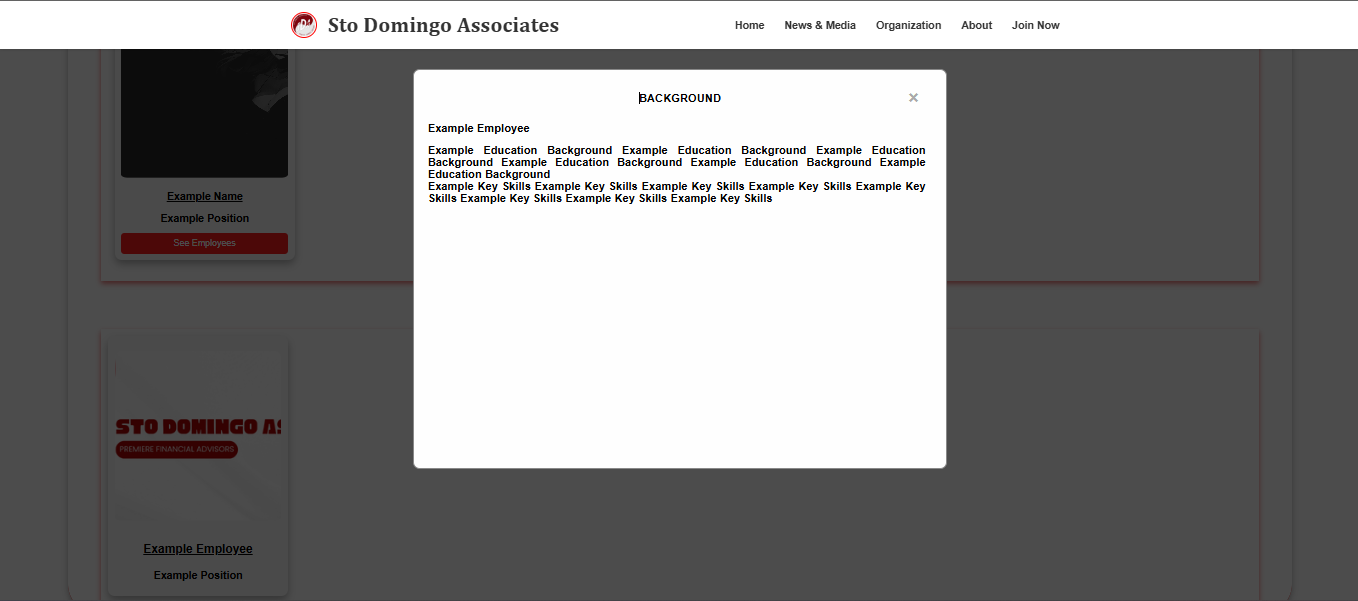 Sto Domingo Associates
Home News & Media Organization About Join Now
BACKGROUND ×
Example Employee
Example Education Background Example Education Background Example Education
Background Example Education Background Example Education Background Example
Education Background
Example Key Skills Example Key Skills Example Key Skills Example Key Skills Example Key
Skills Example Key Skills Example Key Skills Example Key Skills
Example Name
Example Position
See Employees
STO DOMINGO AS
PREMIERE FINANCIAL ADVISORS
Example Employee
Example Position